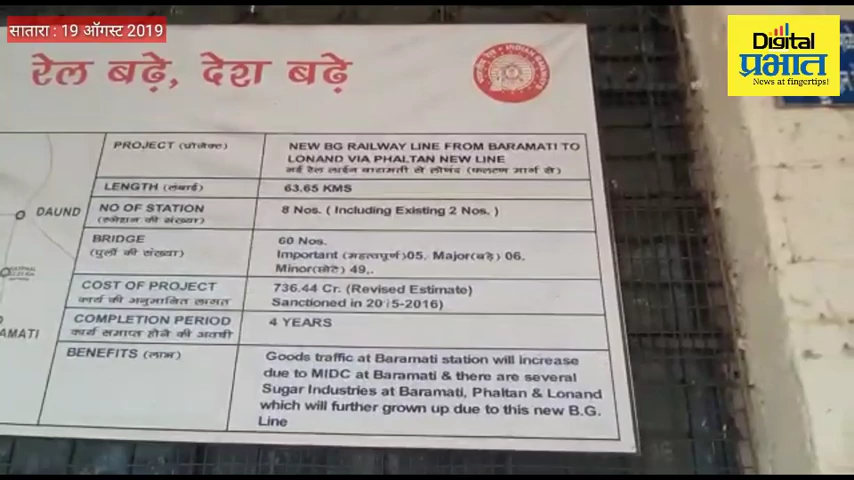 सातारा : 19 ऑगस्ट 2019
Digital
प्रभात
News at fingertips!
रेल बढ़े, देश बढ़े
INDIAN
DAUND
AMATI
PROJECT (प्रोजेक्ट)
NEW BG RAILWAY LINE FROM BARAMATI TO
LONAND VIA PHALTAN NEW LINE
नई रेल लाईन बारामती से लोणंद (फलटण मार्ग से)
LENGTH (लंबाई)
63.65 KMS
NO OF STATION
(स्टेशन की संख्या)
8 Nos. ( Including Existing 2 Nos. )
BRIDGE
(पुलों की संख्या)
60 Nos.
Important (महत्वपूर्ण)05, Major(बड़े) 06,
Minor(छोटे) 49,.
COST OF PROJECT
कार्य की अनुमानित लागत
736.44 Cr. (Revised Estimate)
Sanctioned in 2015-2016)
COMPLETION PERIOD
कार्य समाप्त होने की अवधी
4 YEARS
BENEFITS (लाभ)
Goods traffic at Baramati station will increase
due to MIDC at Baramati & there are several
Sugar Industries at Baramati, Phaltan & Lonand
which will further grown up due to this new B.G.
Line